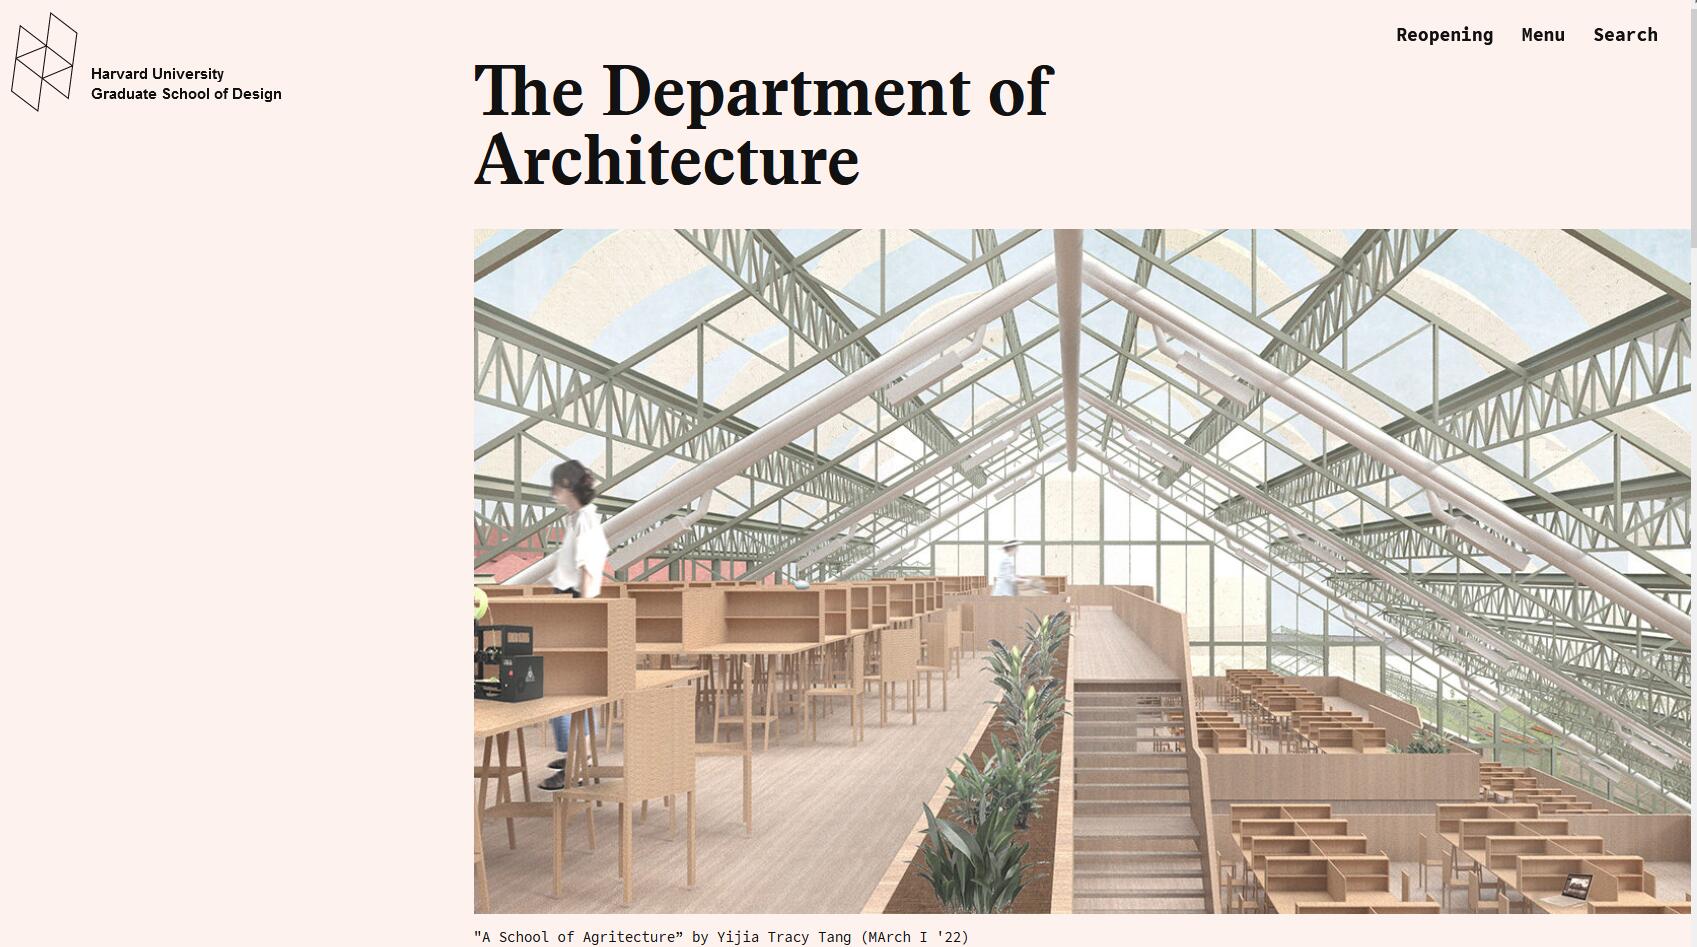 Harvard University
Graduate School of Design
Reopening Menu Search
The Department of
Architecture
"A School of Agritecture” by Yijia Tracy Tang (MArch I '22)